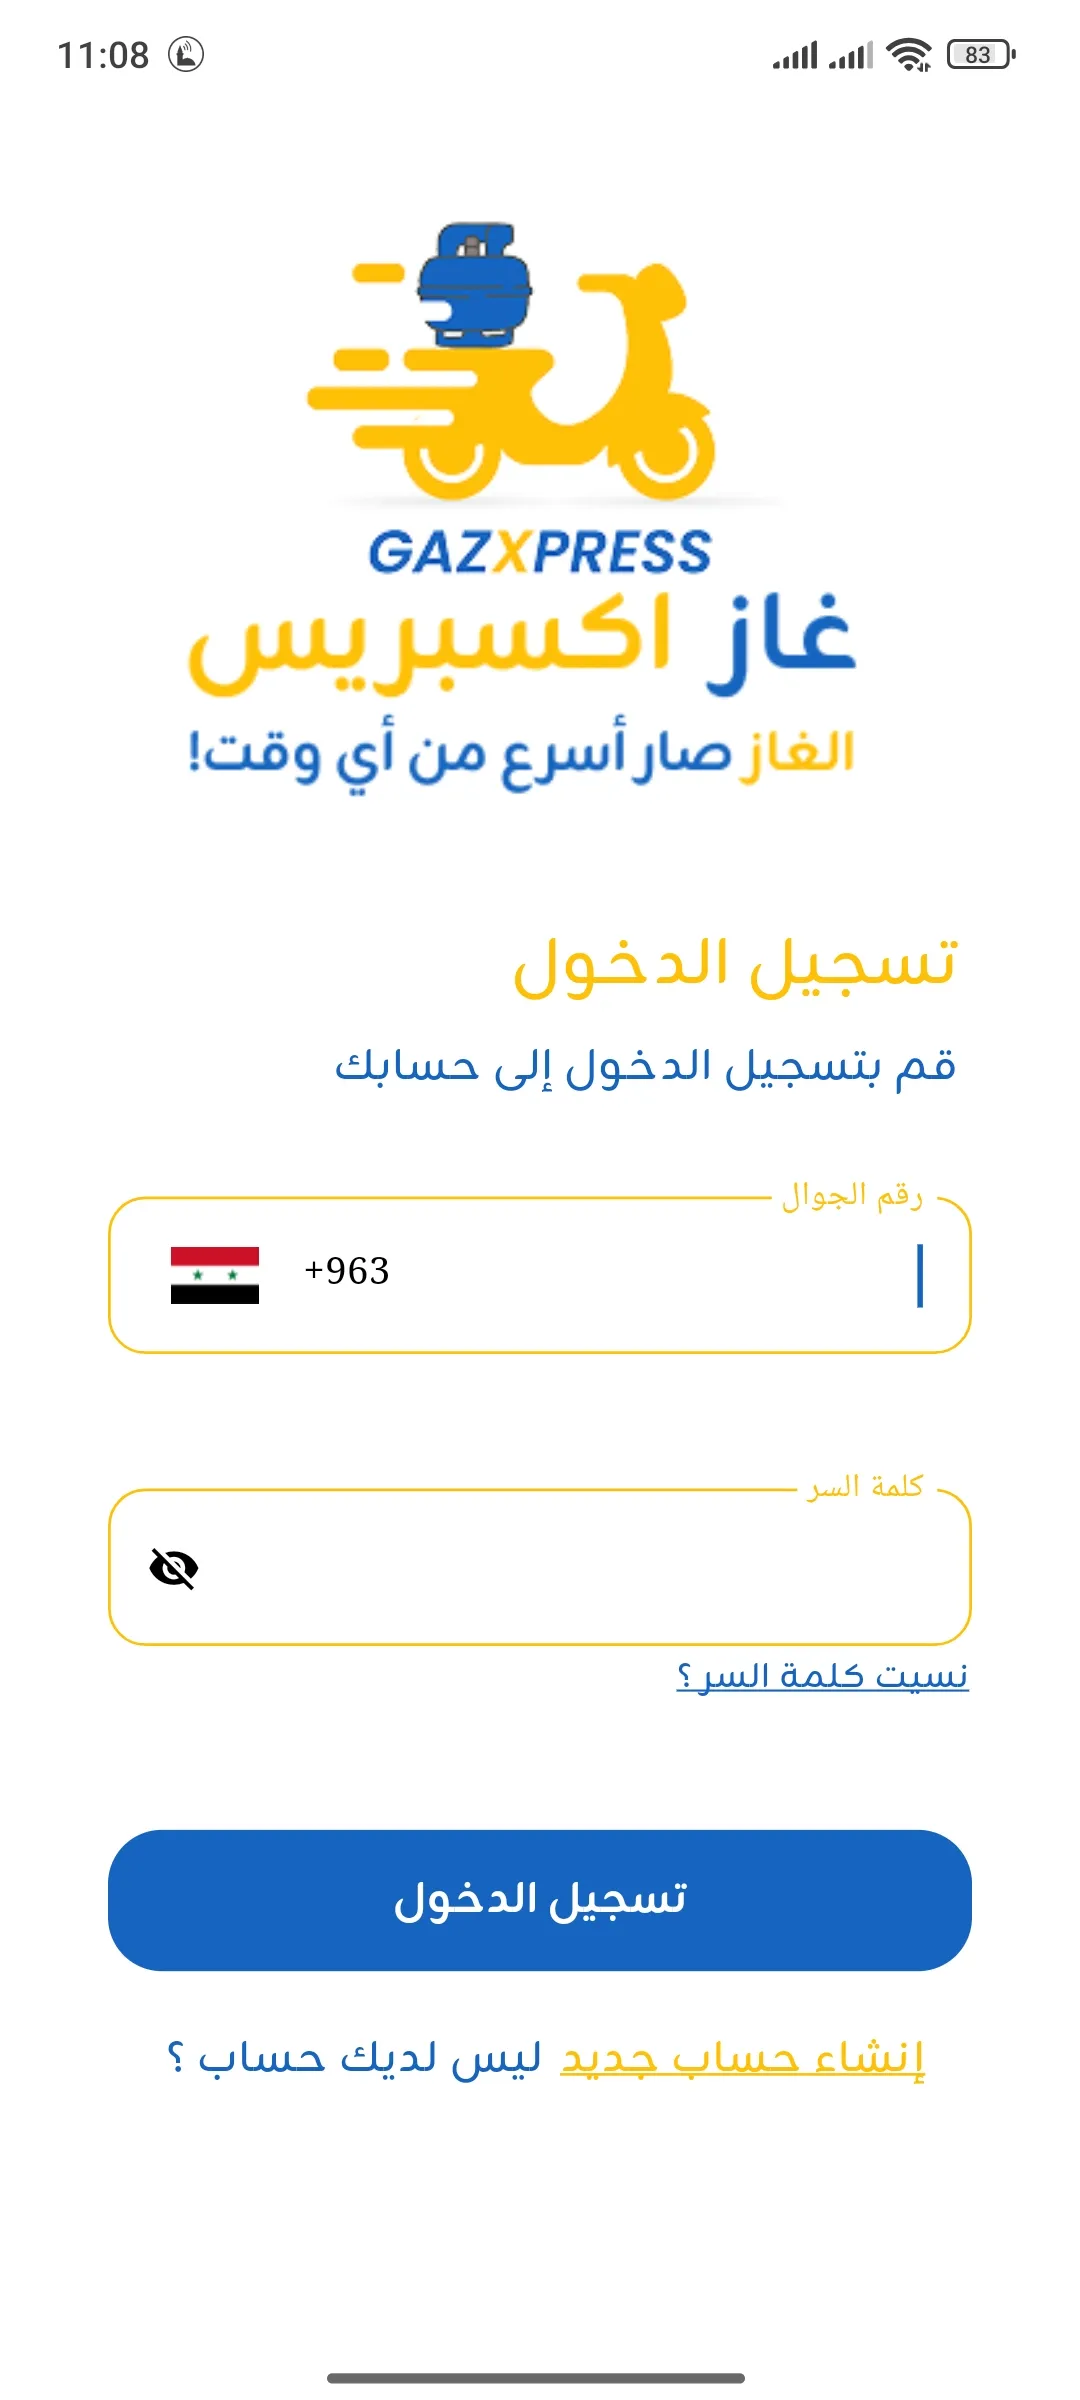 11:08
83
GAZXPRESS
غاز اكسبريس
الغاز صار أسرع من أي وقت!
تسجيل الدخول
قم بتسجيل الدخول إلى حسابك
رقم الجوال
+963
كلمة السر
نسيت كلمة السر؟
تسجيل الدخول
إنشاء حساب جديد ليس لديك حساب ؟